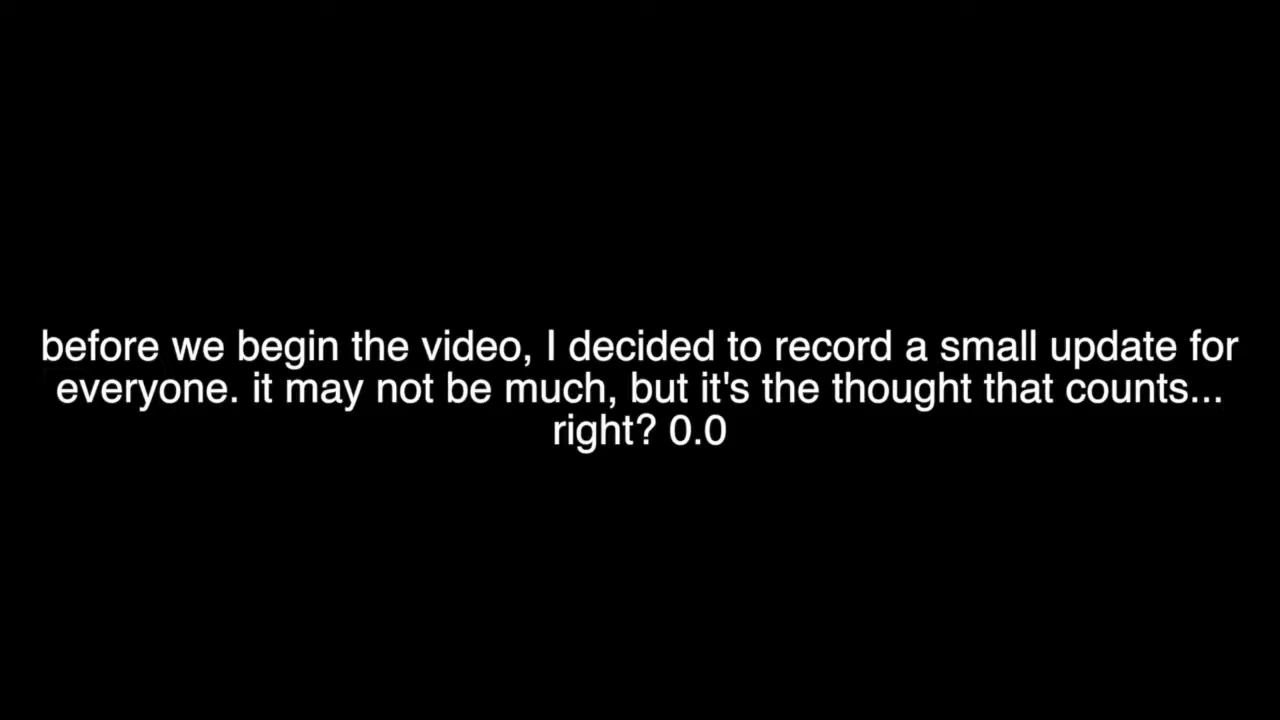 before we begin the video, I decided to record a small update for
everyone. it may not be much, but it's the thought that counts...
right? 0.0